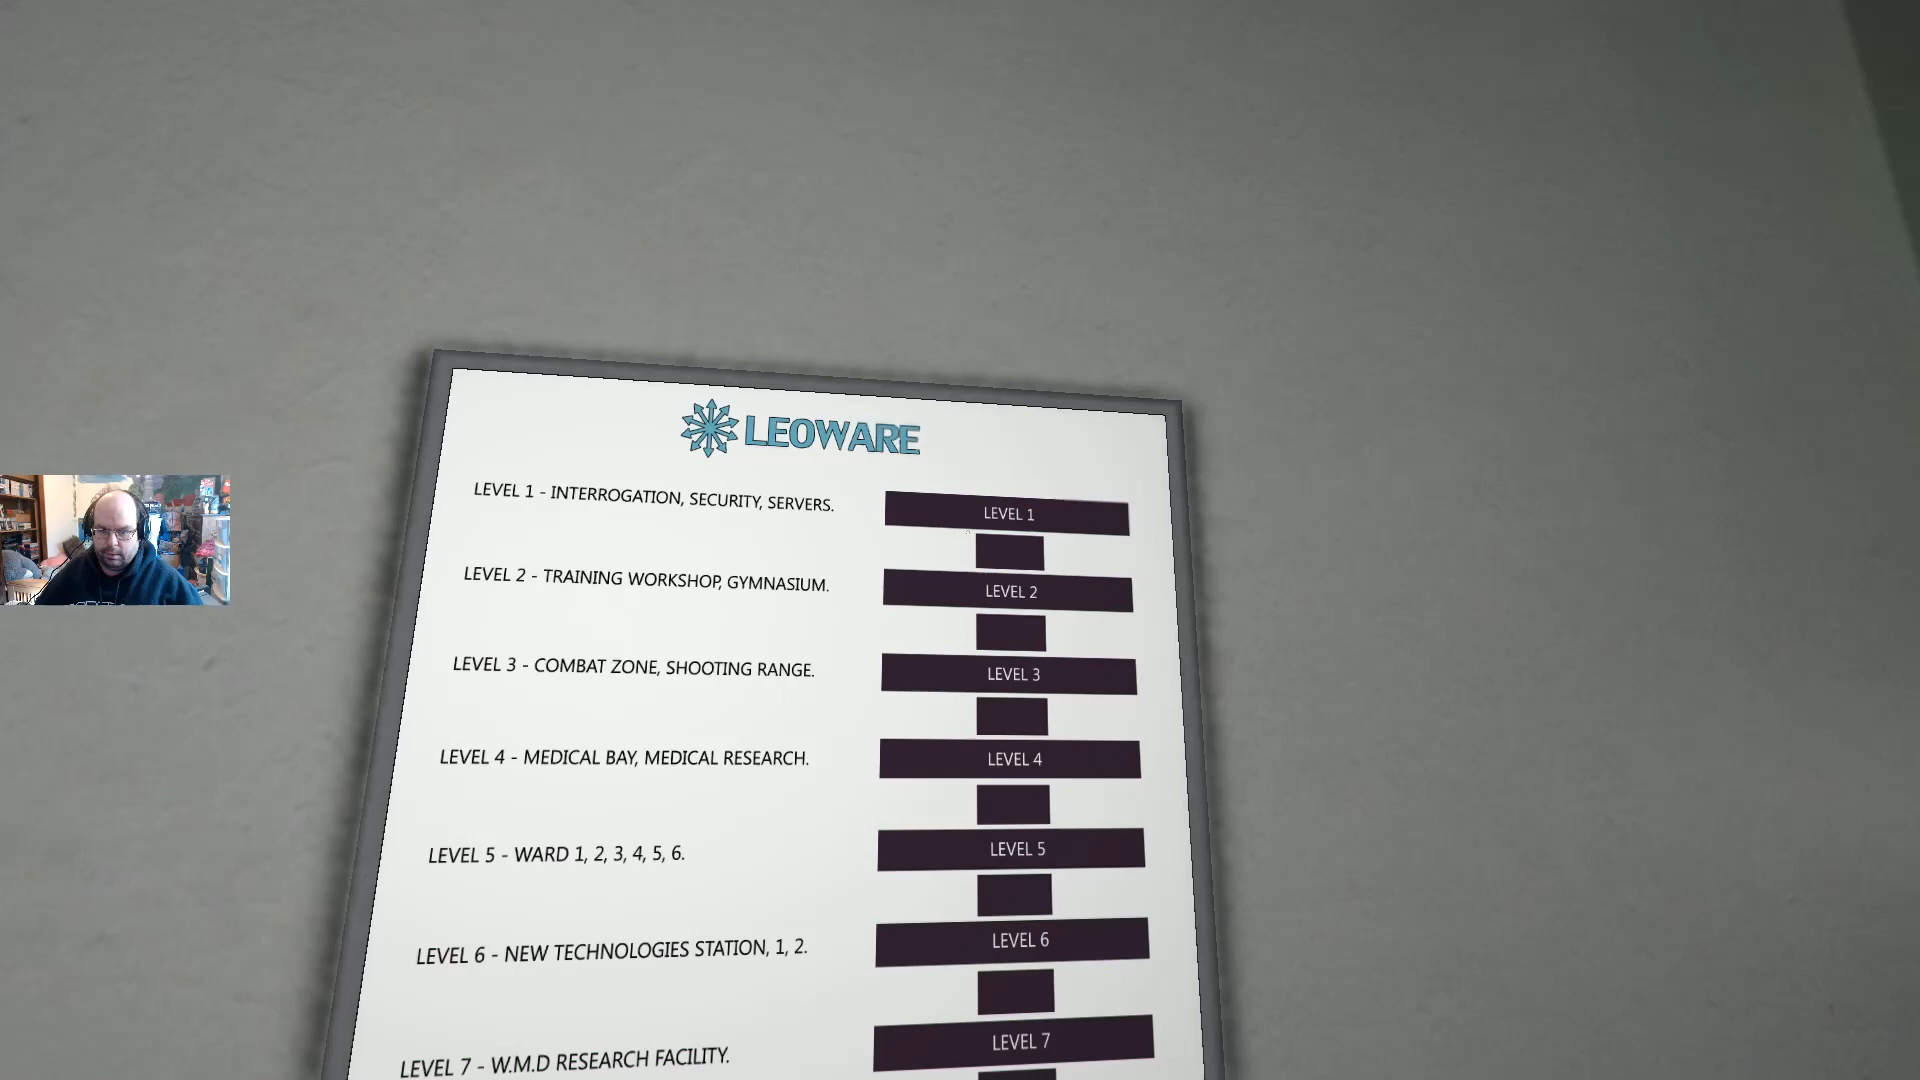 LEOWARE
LEVEL 1 - INTERROGATION, SECURITY, SERVERS.
LEVEL 1
LEVEL 2 - TRAINING WORKSHOP, GYMNASIUM.
LEVEL 2
LEVEL 3 - COMBAT ZONE, SHOOTING RANGE.
LEVEL 3
LEVEL 4 - MEDICAL BAY, MEDICAL RESEARCH.
LEVEL 4
LEVEL 5 - WARD 1, 2, 3, 4, 5, 6.
LEVEL 5
LEVEL 6 - NEW TECHNOLOGIES STATION, 1, 2.
LEVEL 6
LEVEL 7 - W.M.D RESEARCH FACILITY.
LEVEL 7